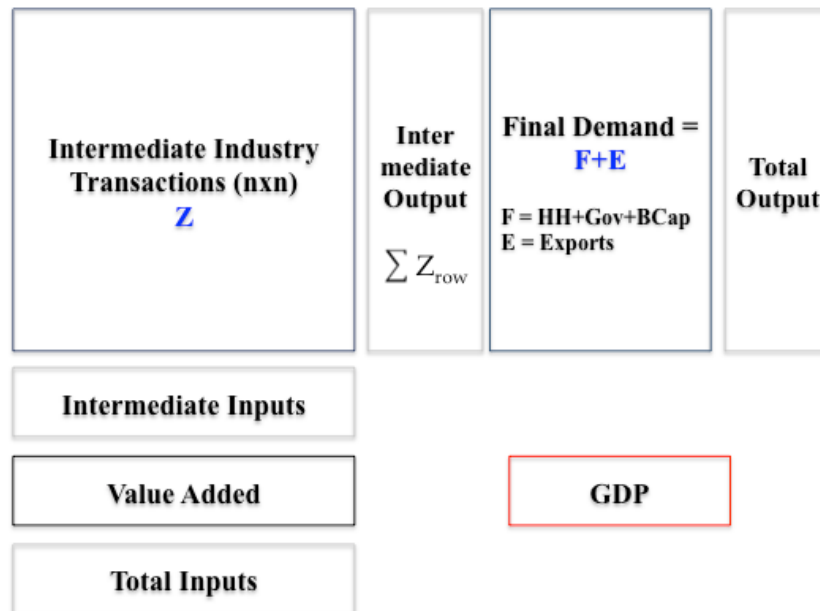 Intermediate Industry
Transactions (nxn)
Z
Inter
mediate
Output
∑ Z_row
Final Demand =
F+E
F = HH+Gov+BCap
E = Exports
Total
Output
Intermediate Inputs
Value Added
GDP
Total Inputs